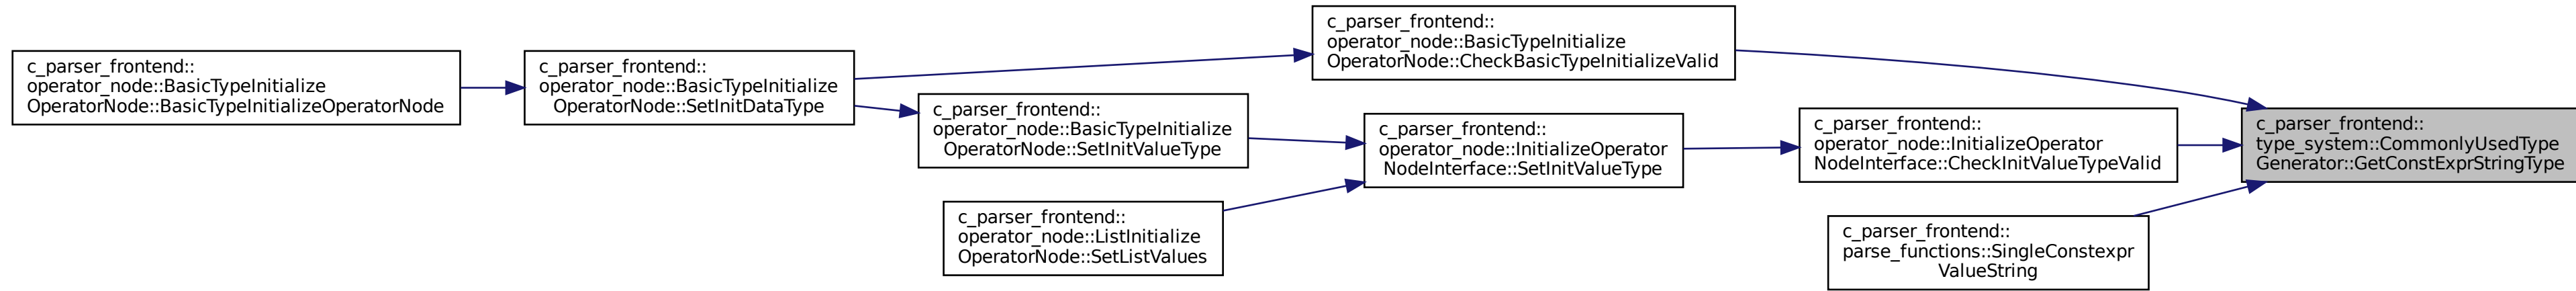 c_parser_frontend::
operator_node::BasicTypeInitialize
OperatorNode::BasicTypeInitializeOperatorNode
c_parser_frontend::
operator_node::BasicTypeInitialize
OperatorNode::SetInitDataType
c_parser_frontend::
operator_node::BasicTypeInitialize
OperatorNode::CheckBasicTypeInitializeValid
c_parser_frontend::
operator_node::BasicTypeInitialize
OperatorNode::SetInitValueType
c_parser_frontend::
operator_node::ListInitialize
OperatorNode::SetListValues
c_parser_frontend::
operator_node::InitializeOperator
NodeInterface::SetInitValueType
c_parser_frontend::
operator_node::InitializeOperator
NodeInterface::CheckInitValueTypeValid
c_parser_frontend::
parse_functions::SingleConstexpr
ValueString
c_parser_frontend::
type_system::CommonlyUsedType
Generator::GetConstExprStringType